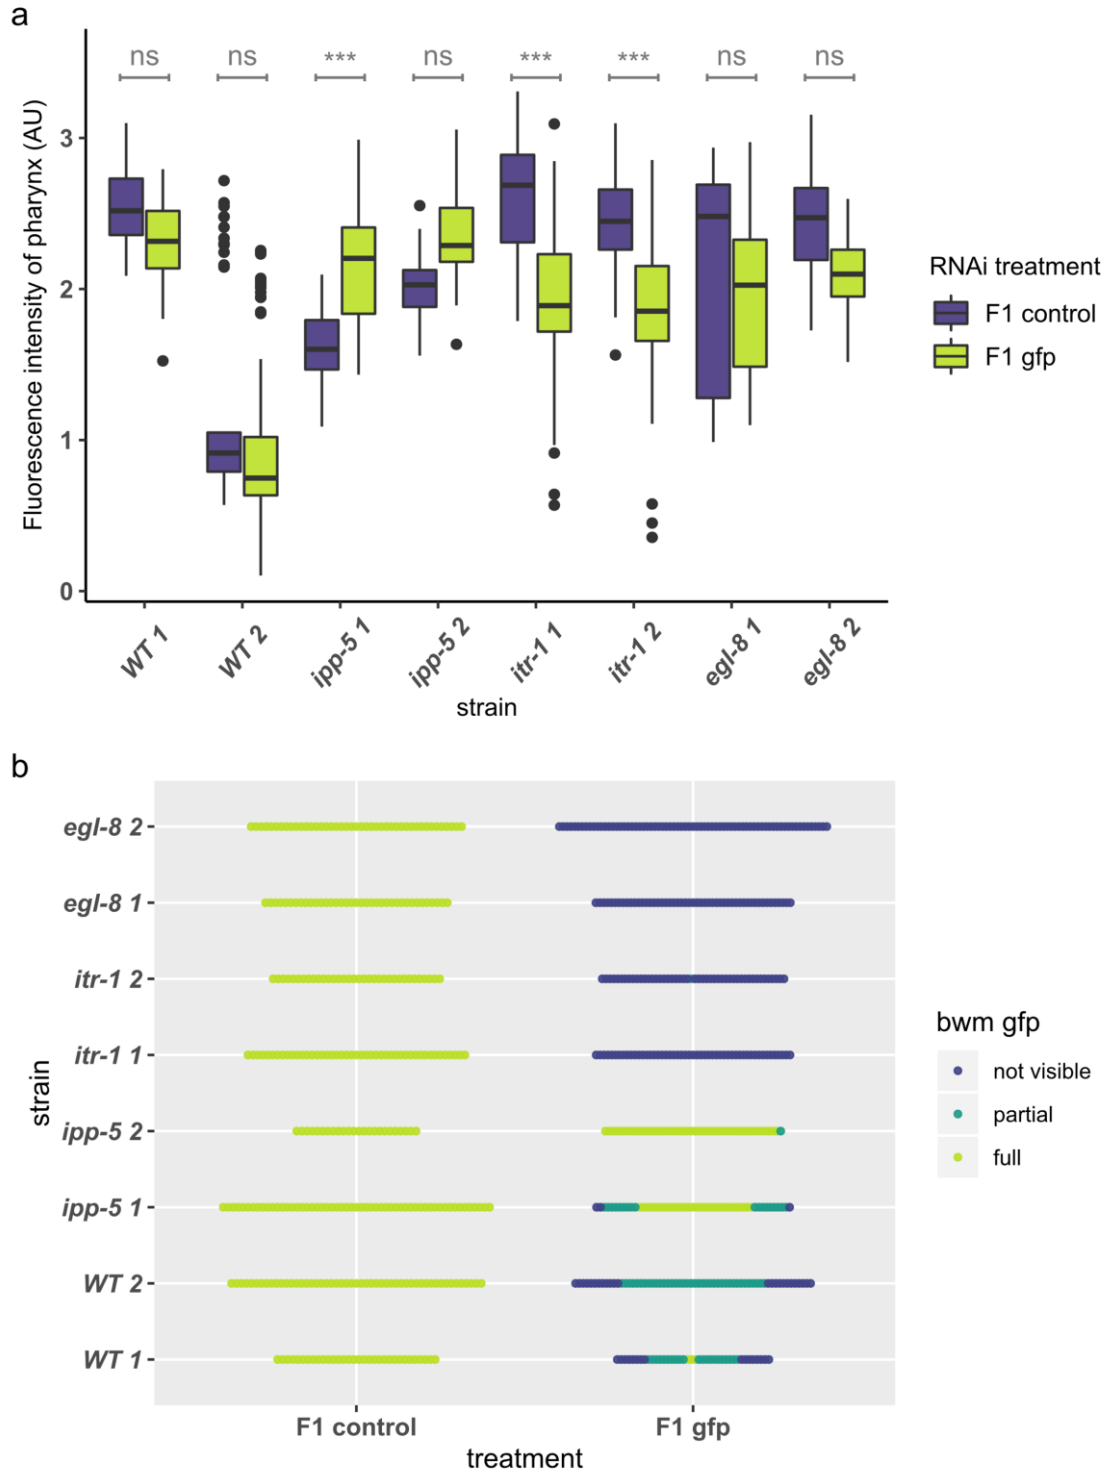 a
ns ns *** ns *** *** ns ns
Fluorescence intensity of pharynx (AU)
3
2
1
0
WT 1 WT 2 ipp-5 1 ipp-5 2 itr-1 1 itr-1 2 egl-8 1 egl-8 2
strain
RNAi treatment
F1 control
F1 gfp
b
strain
egl-8 2
egl-8 1
itr-1 2
itr-1 1
ipp-5 2
ipp-5 1
WT 2
WT 1
F1 control F1 gfp
treatment
bwm gfp
not visible
partial
full